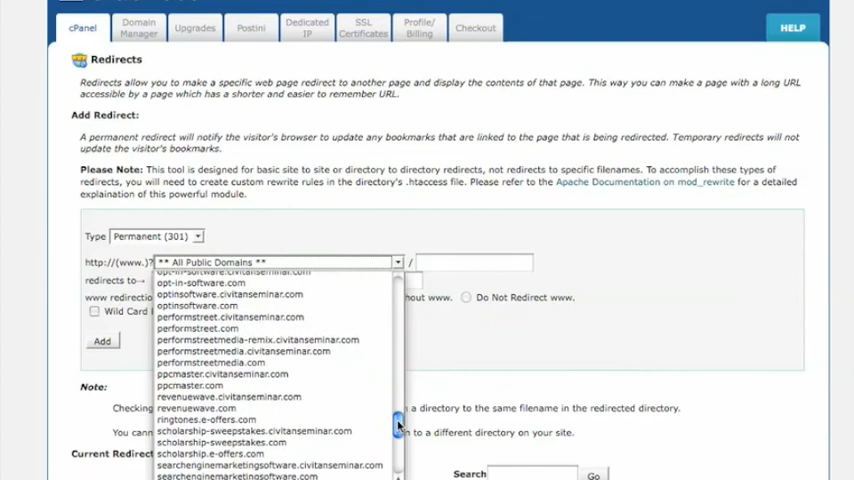 cPanel
Domain
Manager
Upgrades
Postini
Dedicated
IP
SSL
Certificates
Profile/
Billing
Checkout
HELP
Redirects
Redirects allow you to make a specific web page redirect to another page and display the contents of that page. This way you can make a page with a long URL
accessible by a page which has a shorter and easier to remember URL.
Add Redirect:
A permanent redirect will notify the visitor's browser to update any bookmarks that are linked to the page that is being redirected. Temporary redirects will not
update the visitor's bookmarks.
Please Note: This tool is designed for basic site to site or directory to directory redirects, not redirects to specific filenames. To accomplish these types of
redirects, you will need to create custom rewrite rules in the directory's .htaccess file. Please refer to the Apache Documentation on mod_rewrite for a detailed
explaination of this powerful module.
Type Permanent (301)
http://(www.)? ** All Public Domains ** /
opt-in-software.civitanseminar.com
redirects to→ opt-in-software.com
optinsoftware.civitanseminar.com
www redirectio hout www. Do Not Redirect www.
optinsoftware.com
Wild Card
performstreet.civitanseminar.com
performstreet.com
Add performstreetmedia-remix.civitanseminar.com
performstreetmedia.civitanseminar.com
performstreetmedia.com
ppcmaster.civitanseminar.com
Note: ppcmaster.com
revenuewave.civitanseminar.com
Checking revenuewave.com a directory to the same filename in the redirected directory.
ringtones.e-offers.com
You cann scholarship-sweepstakes.civitanseminar.com n to a different directory on your site.
scholarship-sweepstakes.com
Current Redirect scholarship.e-offers.com
searchenginemarketingsoftware.civitanseminar.com
searchenginemarketingsoftware.com
Search Go